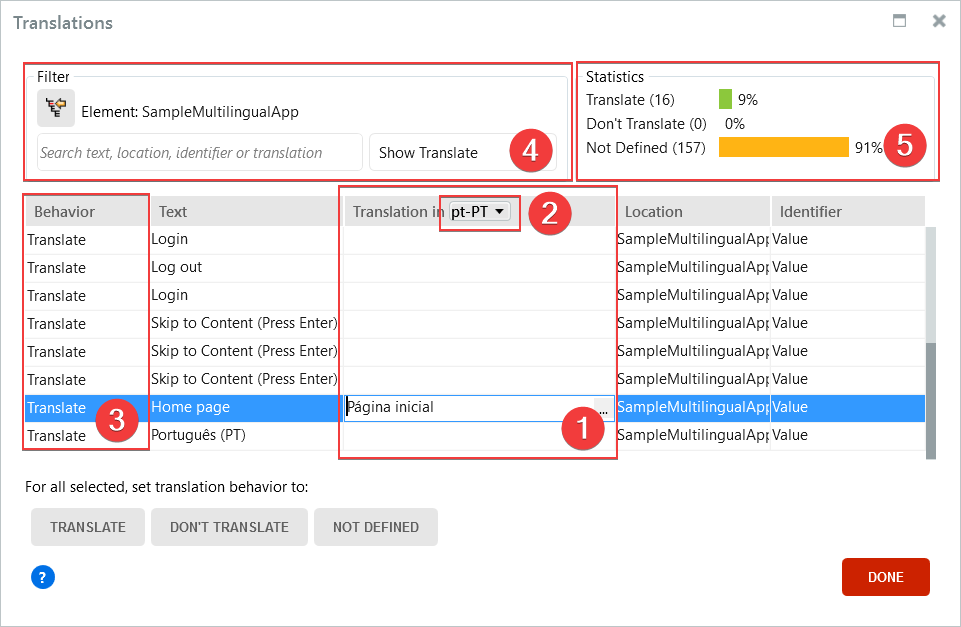 Translations
Filter
Element: SampleMultilingualApp
Search text, location, identifier or translation
Show Translate
4
Statistics
Translate (16) 9%
Don't Translate (0) 0%
Not Defined (157) 91%
5
Behavior Text Translation in pt-PT Location Identifier
2
Translate Login SampleMultilingualApp Value
Translate Log out SampleMultilingualApp Value
Translate Login SampleMultilingualApp Value
Translate Skip to Content (Press Enter) SampleMultilingualApp Value
Translate Skip to Content (Press Enter) SampleMultilingualApp Value
Translate Skip to Content (Press Enter) SampleMultilingualApp Value
Translate Home page Página inicial ... SampleMultilingualApp Value
3
1
Translate Português (PT) SampleMultilingualApp Value
For all selected, set translation behavior to:
TRANSLATE DON'T TRANSLATE NOT DEFINED
?
DONE